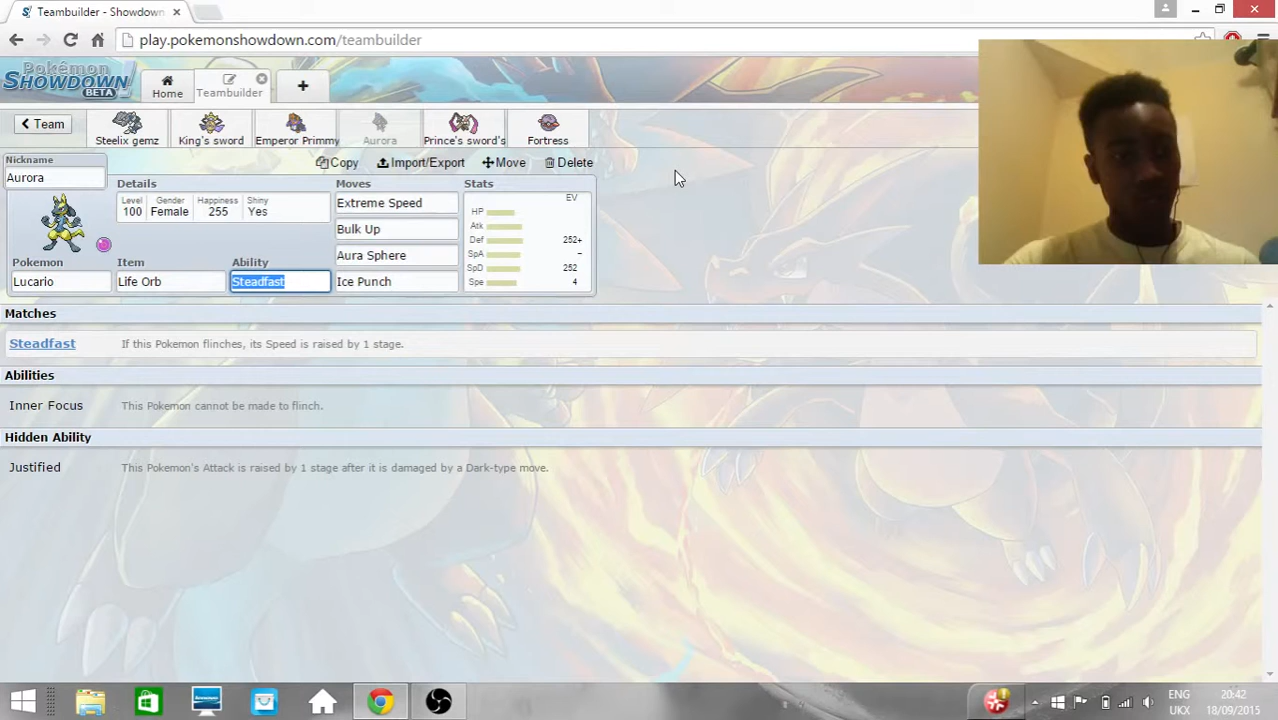 Teambuilder - Showdown
play.pokemonshowdown.com/teambuilder
Pokémon
SHOWDOWN
BETA
Home
Teambuilder
+
< Team
Steelix gemz
King's sword
Emperor Primmy
Aurora
Prince's sword's
Fortress
Copy
Import/Export
Move
Delete
Nickname
Aurora
Details
Level
Gender
Happiness
Shiny
100
Female
255
Yes
Pokemon
Lucario
Item
Life Orb
Ability
Steadfast
Moves
Extreme Speed
Bulk Up
Aura Sphere
Ice Punch
Stats
EV
HP
Atk
Def 252+
SpA –
SpD 252
Spe 4
Matches
Steadfast If this Pokemon flinches, its Speed is raised by 1 stage.
Abilities
Inner Focus This Pokemon cannot be made to flinch.
Hidden Ability
Justified This Pokemon's Attack is raised by 1 stage after it is damaged by a Dark-type move.
ENG
UKX
20:42
18/09/2015